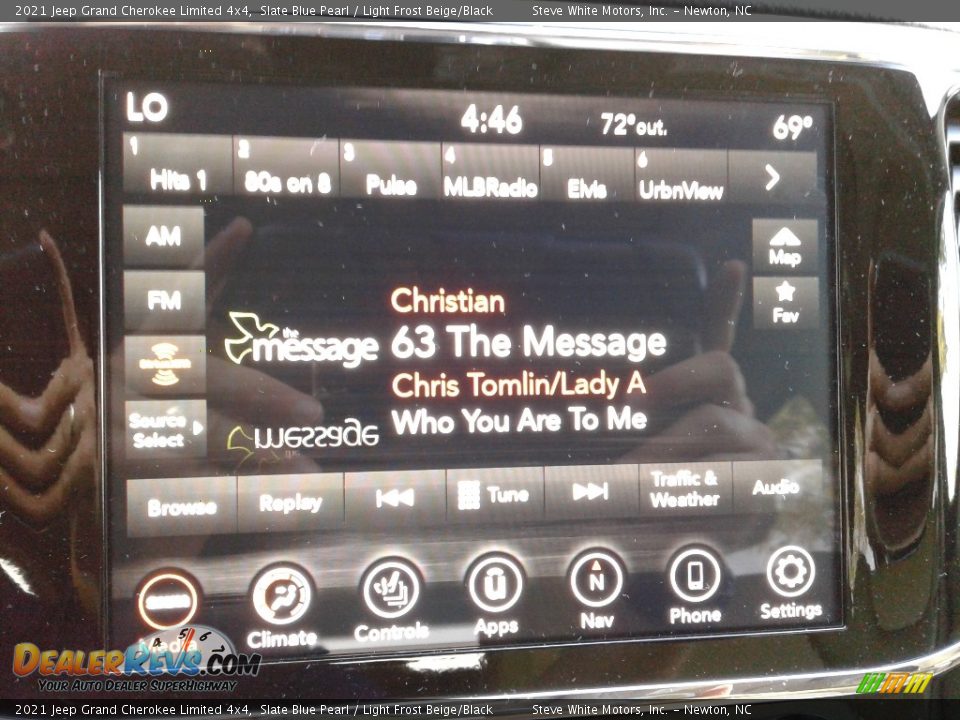 2021 Jeep Grand Cherokee Limited 4x4, Slate Blue Pearl / Light Frost Beige/Black Steve White Motors, Inc. – Newton, NC
LO 4:46 72°out. 69°
1 2 3 4 5 6
Hits 1 80s on 8 Pulse MLBRadio Elvis UrbnView
AM
Map
FM
Fav
Christian
the message
63 The Message
Chris Tomlin/Lady A
Source Select
Who You Are To Me
message
Browse Replay Tune Traffic & Weather Audio
N
Media Climate Controls Apps Nav Phone Settings
4 5 6
DealerRevs.com
Your Auto Dealer SuperHighway
2021 Jeep Grand Cherokee Limited 4x4, Slate Blue Pearl / Light Frost Beige/Black Steve White Motors, Inc. – Newton, NC